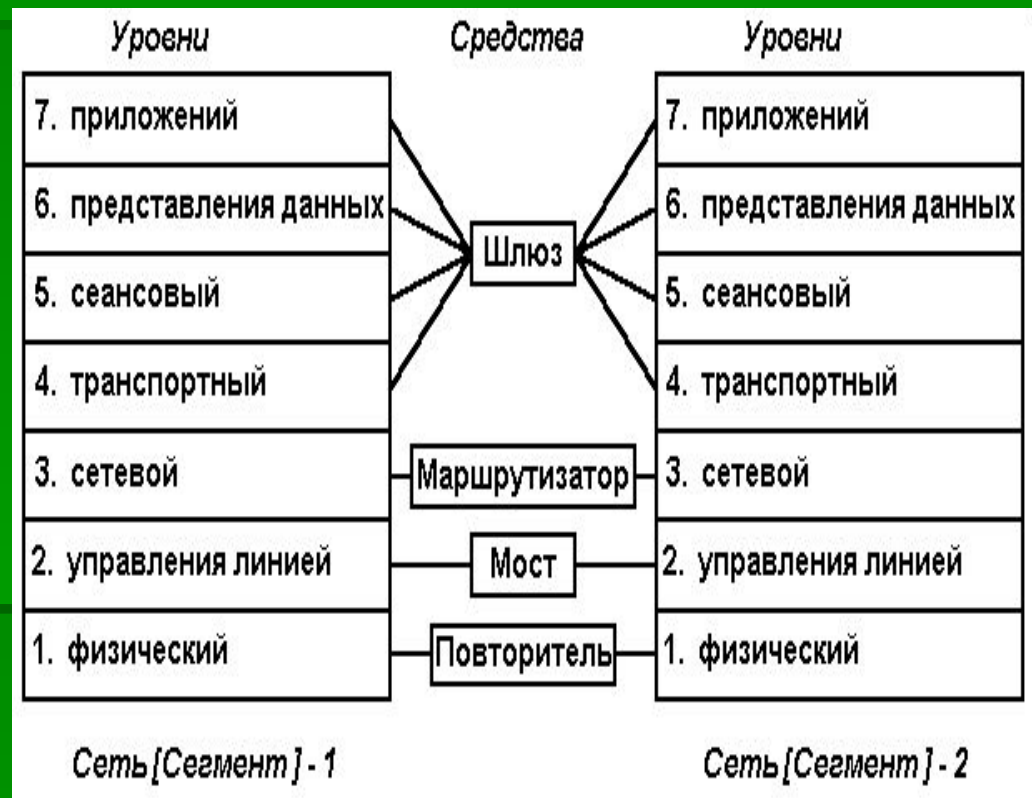 Уровни Средства Уровни
7. приложений 7. приложений
6. представления данных 6. представления данных
Шлюз
5. сеансовый 5. сеансовый
4. транспортный 4. транспортный
3. сетевой Маршрутизатор 3. сетевой
2. управления линией Мост 2. управления линией
1. физический Повторитель 1. физический
Сеть [Сегмент] - 1 Сеть [Сегмент] - 2